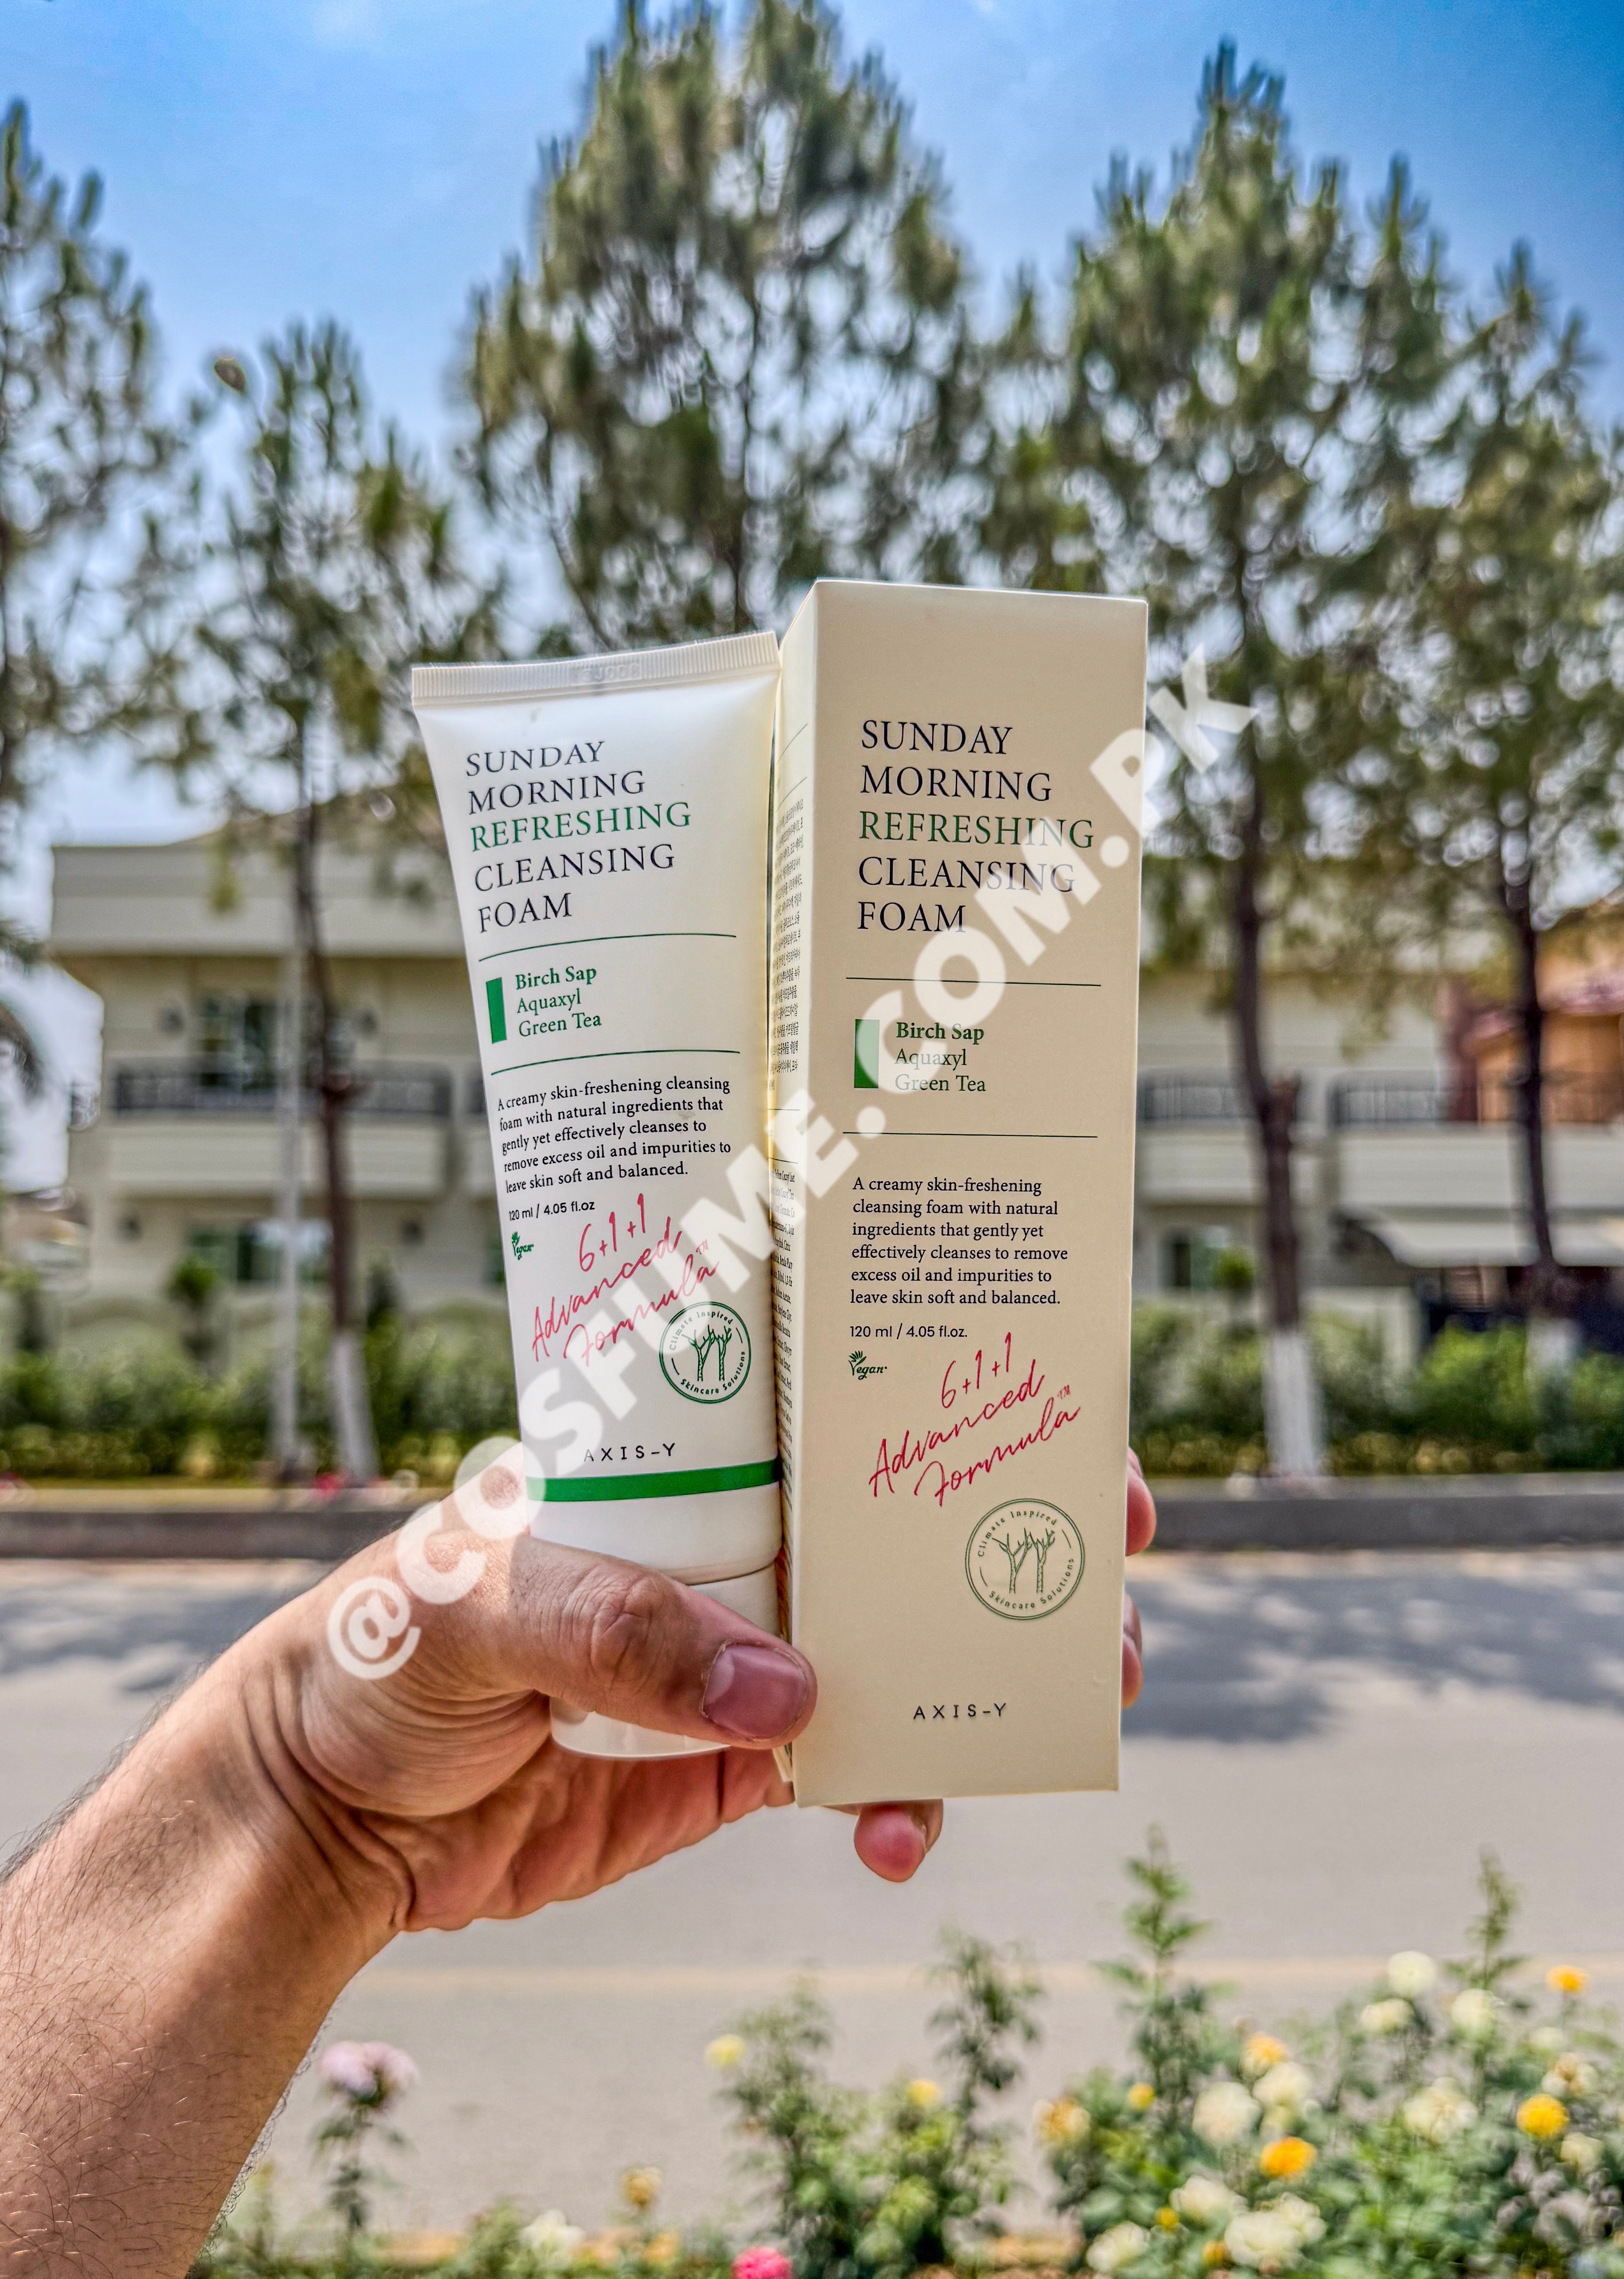 SUNDAY
MORNING
REFRESHING
CLEANSING
FOAM
Birch Sap
Aquaxyl
Green Tea
A creamy skin-freshening cleansing
foam with natural ingredients that
gently yet effectively cleanses to
remove excess oil and impurities to
leave skin soft and balanced.
120 ml / 4.05 fl.oz
Vegan
6+1+1
Advanced
Formula™
Climate Inspired
Skincare Solutions
AXIS-Y
SUNDAY
MORNING
REFRESHING
CLEANSING
FOAM
Birch Sap
Aquaxyl
Green Tea
A creamy skin-freshening
cleansing foam with natural
ingredients that gently yet
effectively cleanses to remove
excess oil and impurities to
leave skin soft and balanced.
120 ml / 4.05 fl.oz.
Vegan
6+1+1
Advanced
Formula™
Climate Inspired
Skincare Solutions
AXIS-Y
@COSFUME.COM.PK